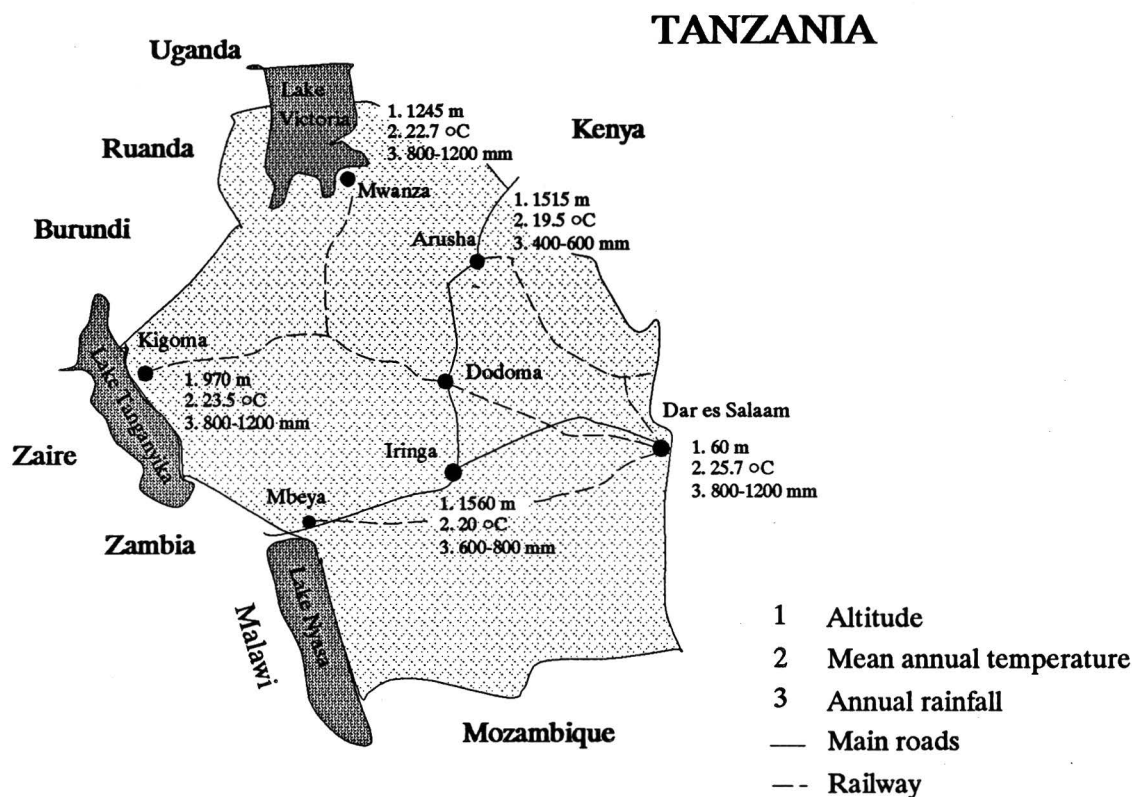 TANZANIA
Uganda
Lake
Victoria
1. 1245 m
2. 22.7 oC
3. 800-1200 mm
Kenya
Ruanda
Mwanza
1. 1515 m
2. 19.5 oC
3. 400-600 mm
Burundi
Arusha
Kigoma
1. 970 m
2. 23.5 oC
3. 800-1200 mm
Lake Tanganyika
Dodoma
Dar es Salaam
1. 60 m
2. 25.7 oC
3. 800-1200 mm
Zaire
Iringa
1. 1560 m
2. 20 oC
3. 600-800 mm
Mbeya
Zambia
Lake Nyasa
Malawi
Mozambique
1 Altitude
2 Mean annual temperature
3 Annual rainfall
Main roads
Railway